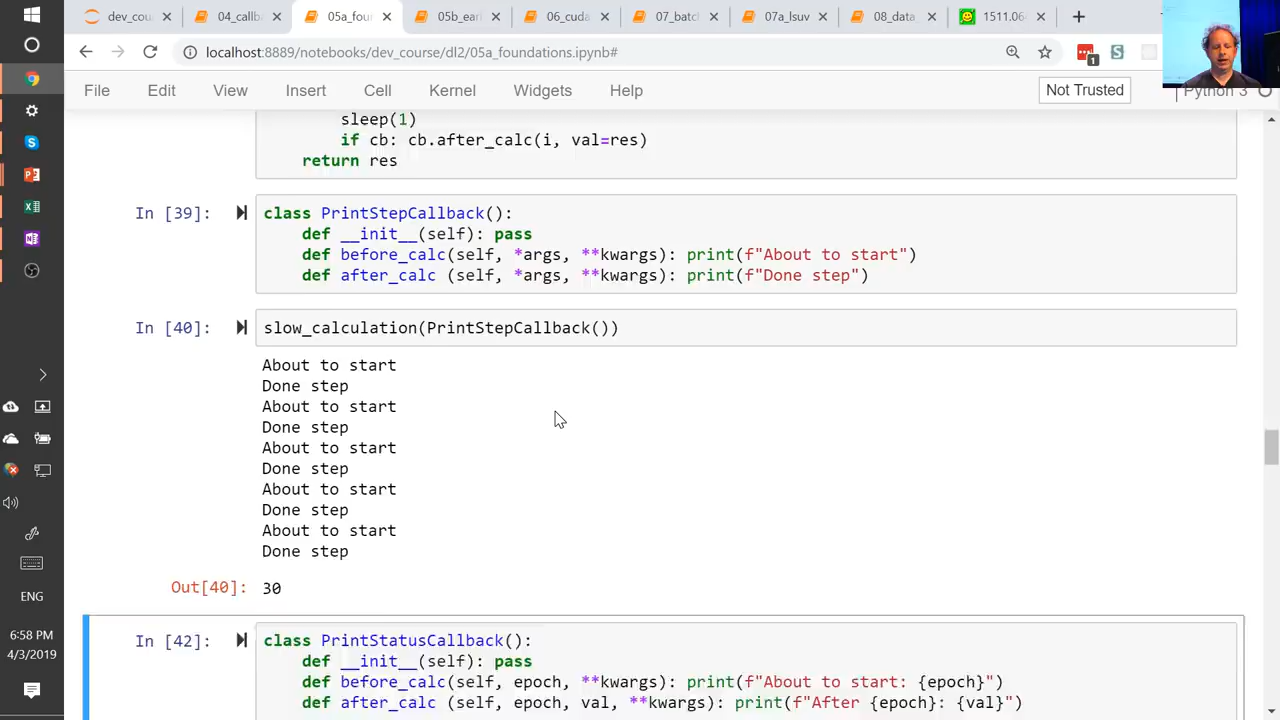 dev_cou
04_callb
05a_fou
05b_earl
06_cuda
07_batch
07a_lsuv
08_data
1511.06
localhost:8889/notebooks/dev_course/dl2/05a_foundations.ipynb#
1
File Edit View Insert Cell Kernel Widgets Help
Not Trusted
Python 3
sleep(1)
if cb: cb.after_calc(i, val=res)
return res
In [39]:
class PrintStepCallback():
def __init__(self): pass
def before_calc(self, *args, **kwargs): print(f"About to start")
def after_calc (self, *args, **kwargs): print(f"Done step")
In [40]:
slow_calculation(PrintStepCallback())
About to start
Done step
About to start
Done step
About to start
Done step
About to start
Done step
About to start
Done step
Out[40]: 30
In [42]:
class PrintStatusCallback():
def __init__(self): pass
def before_calc(self, epoch, **kwargs): print(f"About to start: {epoch}")
def after_calc (self, epoch, val, **kwargs): print(f"After {epoch}: {val}")
ENG
6:58 PM
4/3/2019